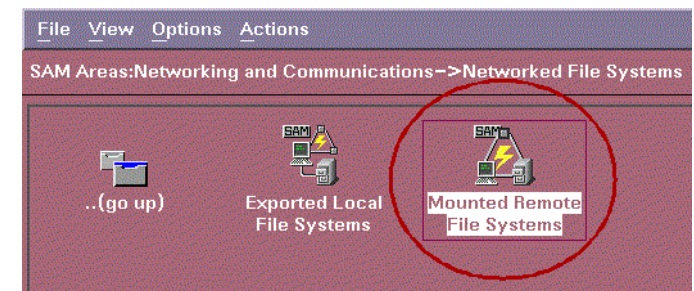 File View Options Actions
SAM Areas:Networking and Communications->Networked File Systems
SAM
SAM
..(go up)
Exported Local
File Systems
Mounted Remote
File Systems